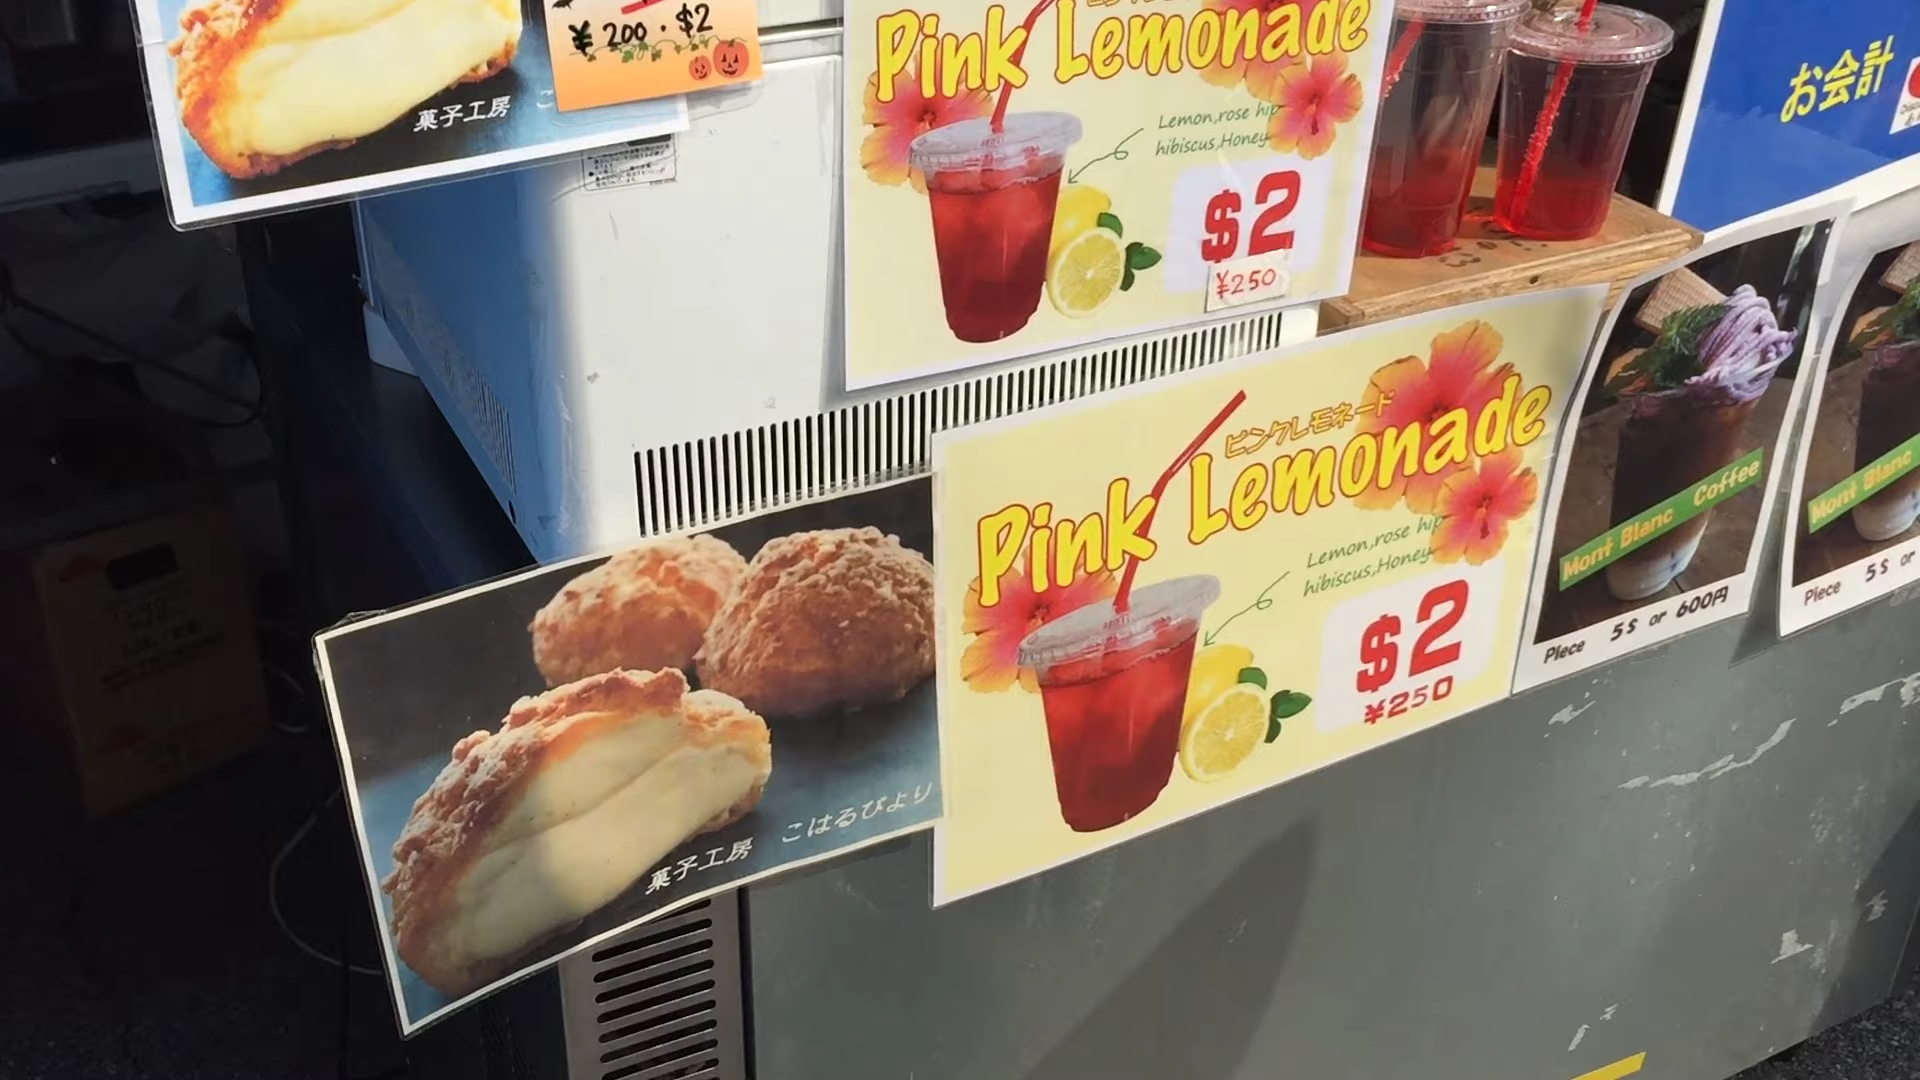 ¥200・$2
菓子工房
Pink Lemonade
Lemon,rose hip
hibiscus,Honey
$2
¥250
お会計
ピンクレモネード
Pink Lemonade
Lemon,rose hip
hibiscus,Honey
$2
¥250
菓子工房 こはるびより
Mont Blanc Coffee
Piece 5$ or 600円
Mont Blanc
Piece 5$ or